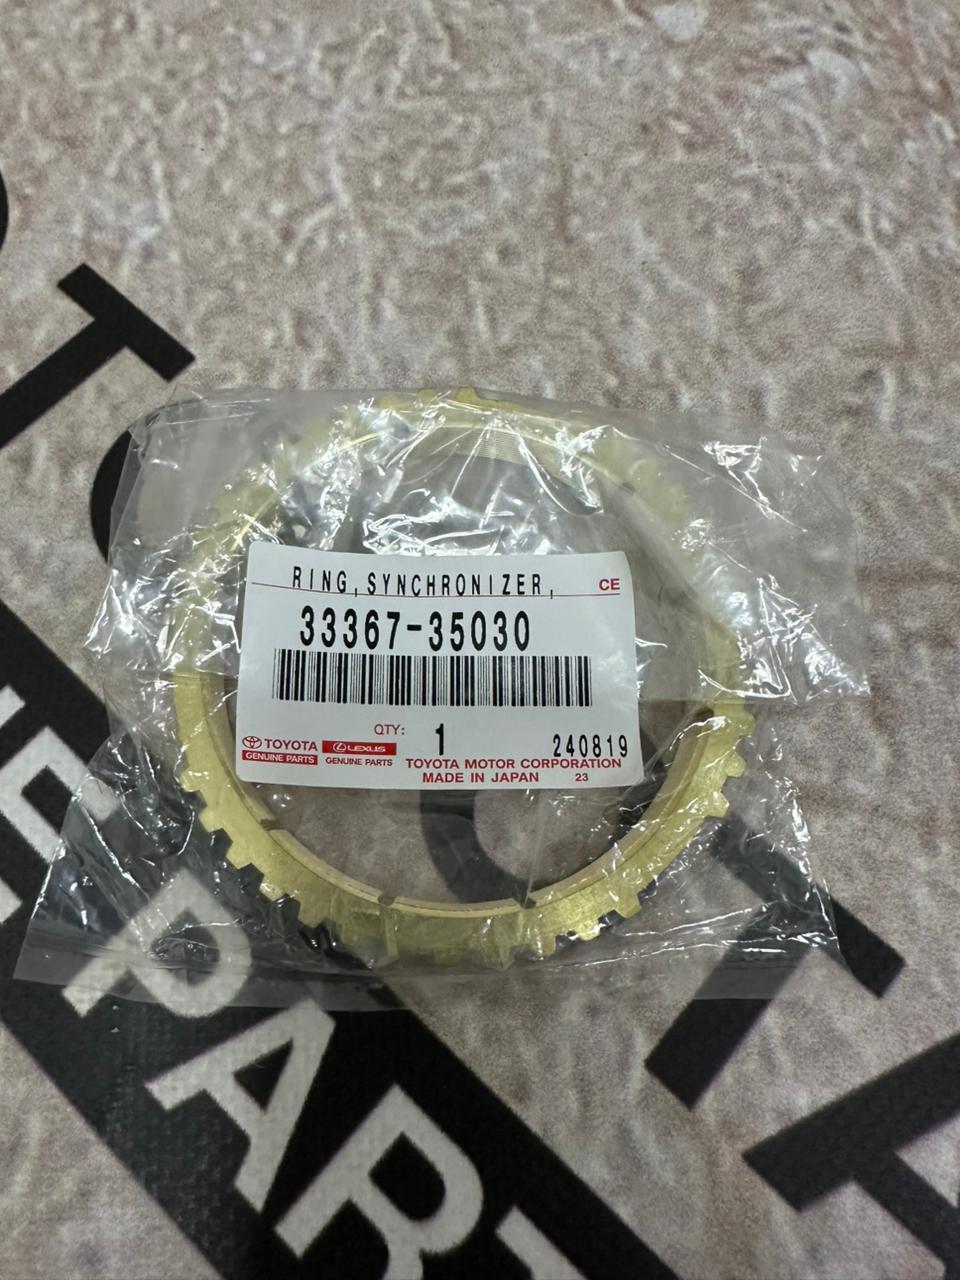 RING,SYNCHRONIZER, CE
33367-35030
QTY: 1
240819
TOYOTA
GENUINE PARTS
LEXUS
GENUINE PARTS
TOYOTA MOTOR CORPORATION
MADE IN JAPAN 23